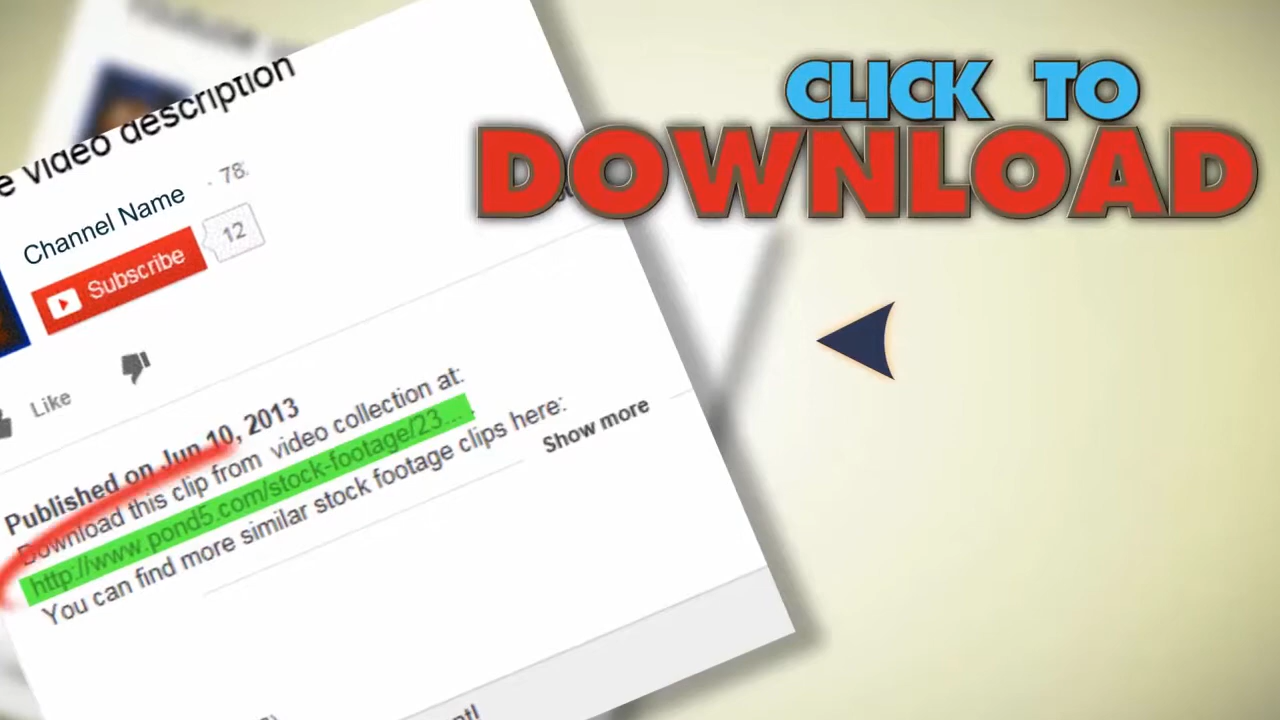 CLICK TO
DOWNLOAD
e video description
Channel Name
78
Subscribe
12
Like
Published on Jun 10, 2013
Download this clip from video collection at:
http://www.pond5.com/stock-footage/23...
You can find more similar stock footage clips here:
Show more